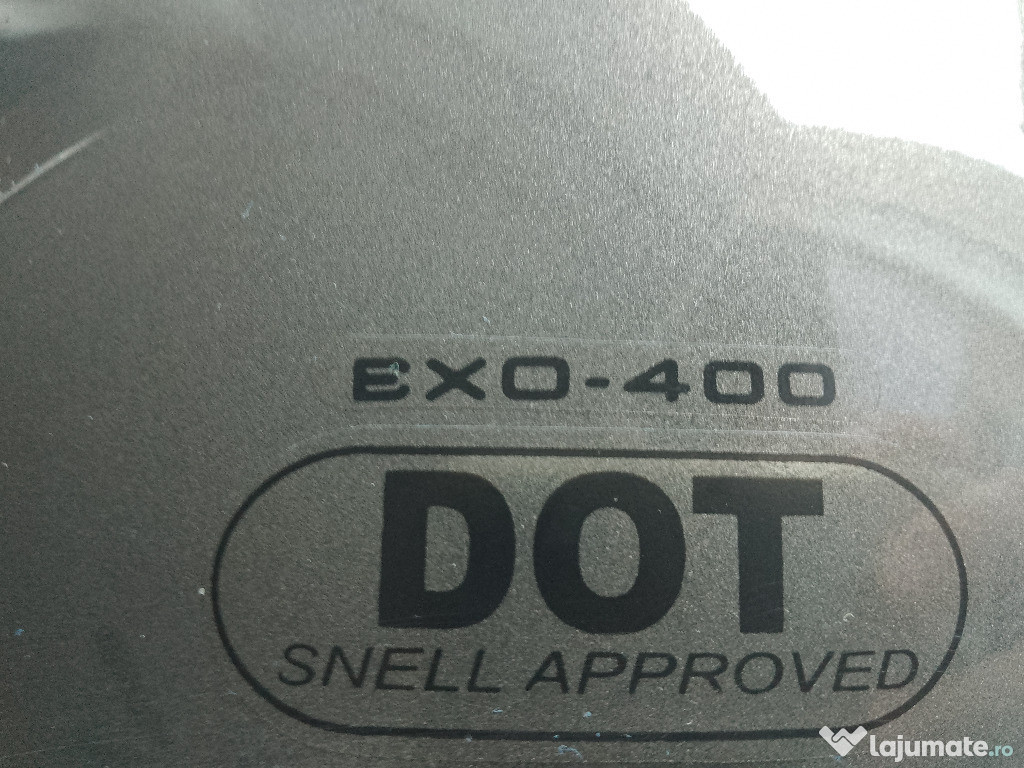 EXO-400
DOT
SNELL APPROVED
lajumate.ro